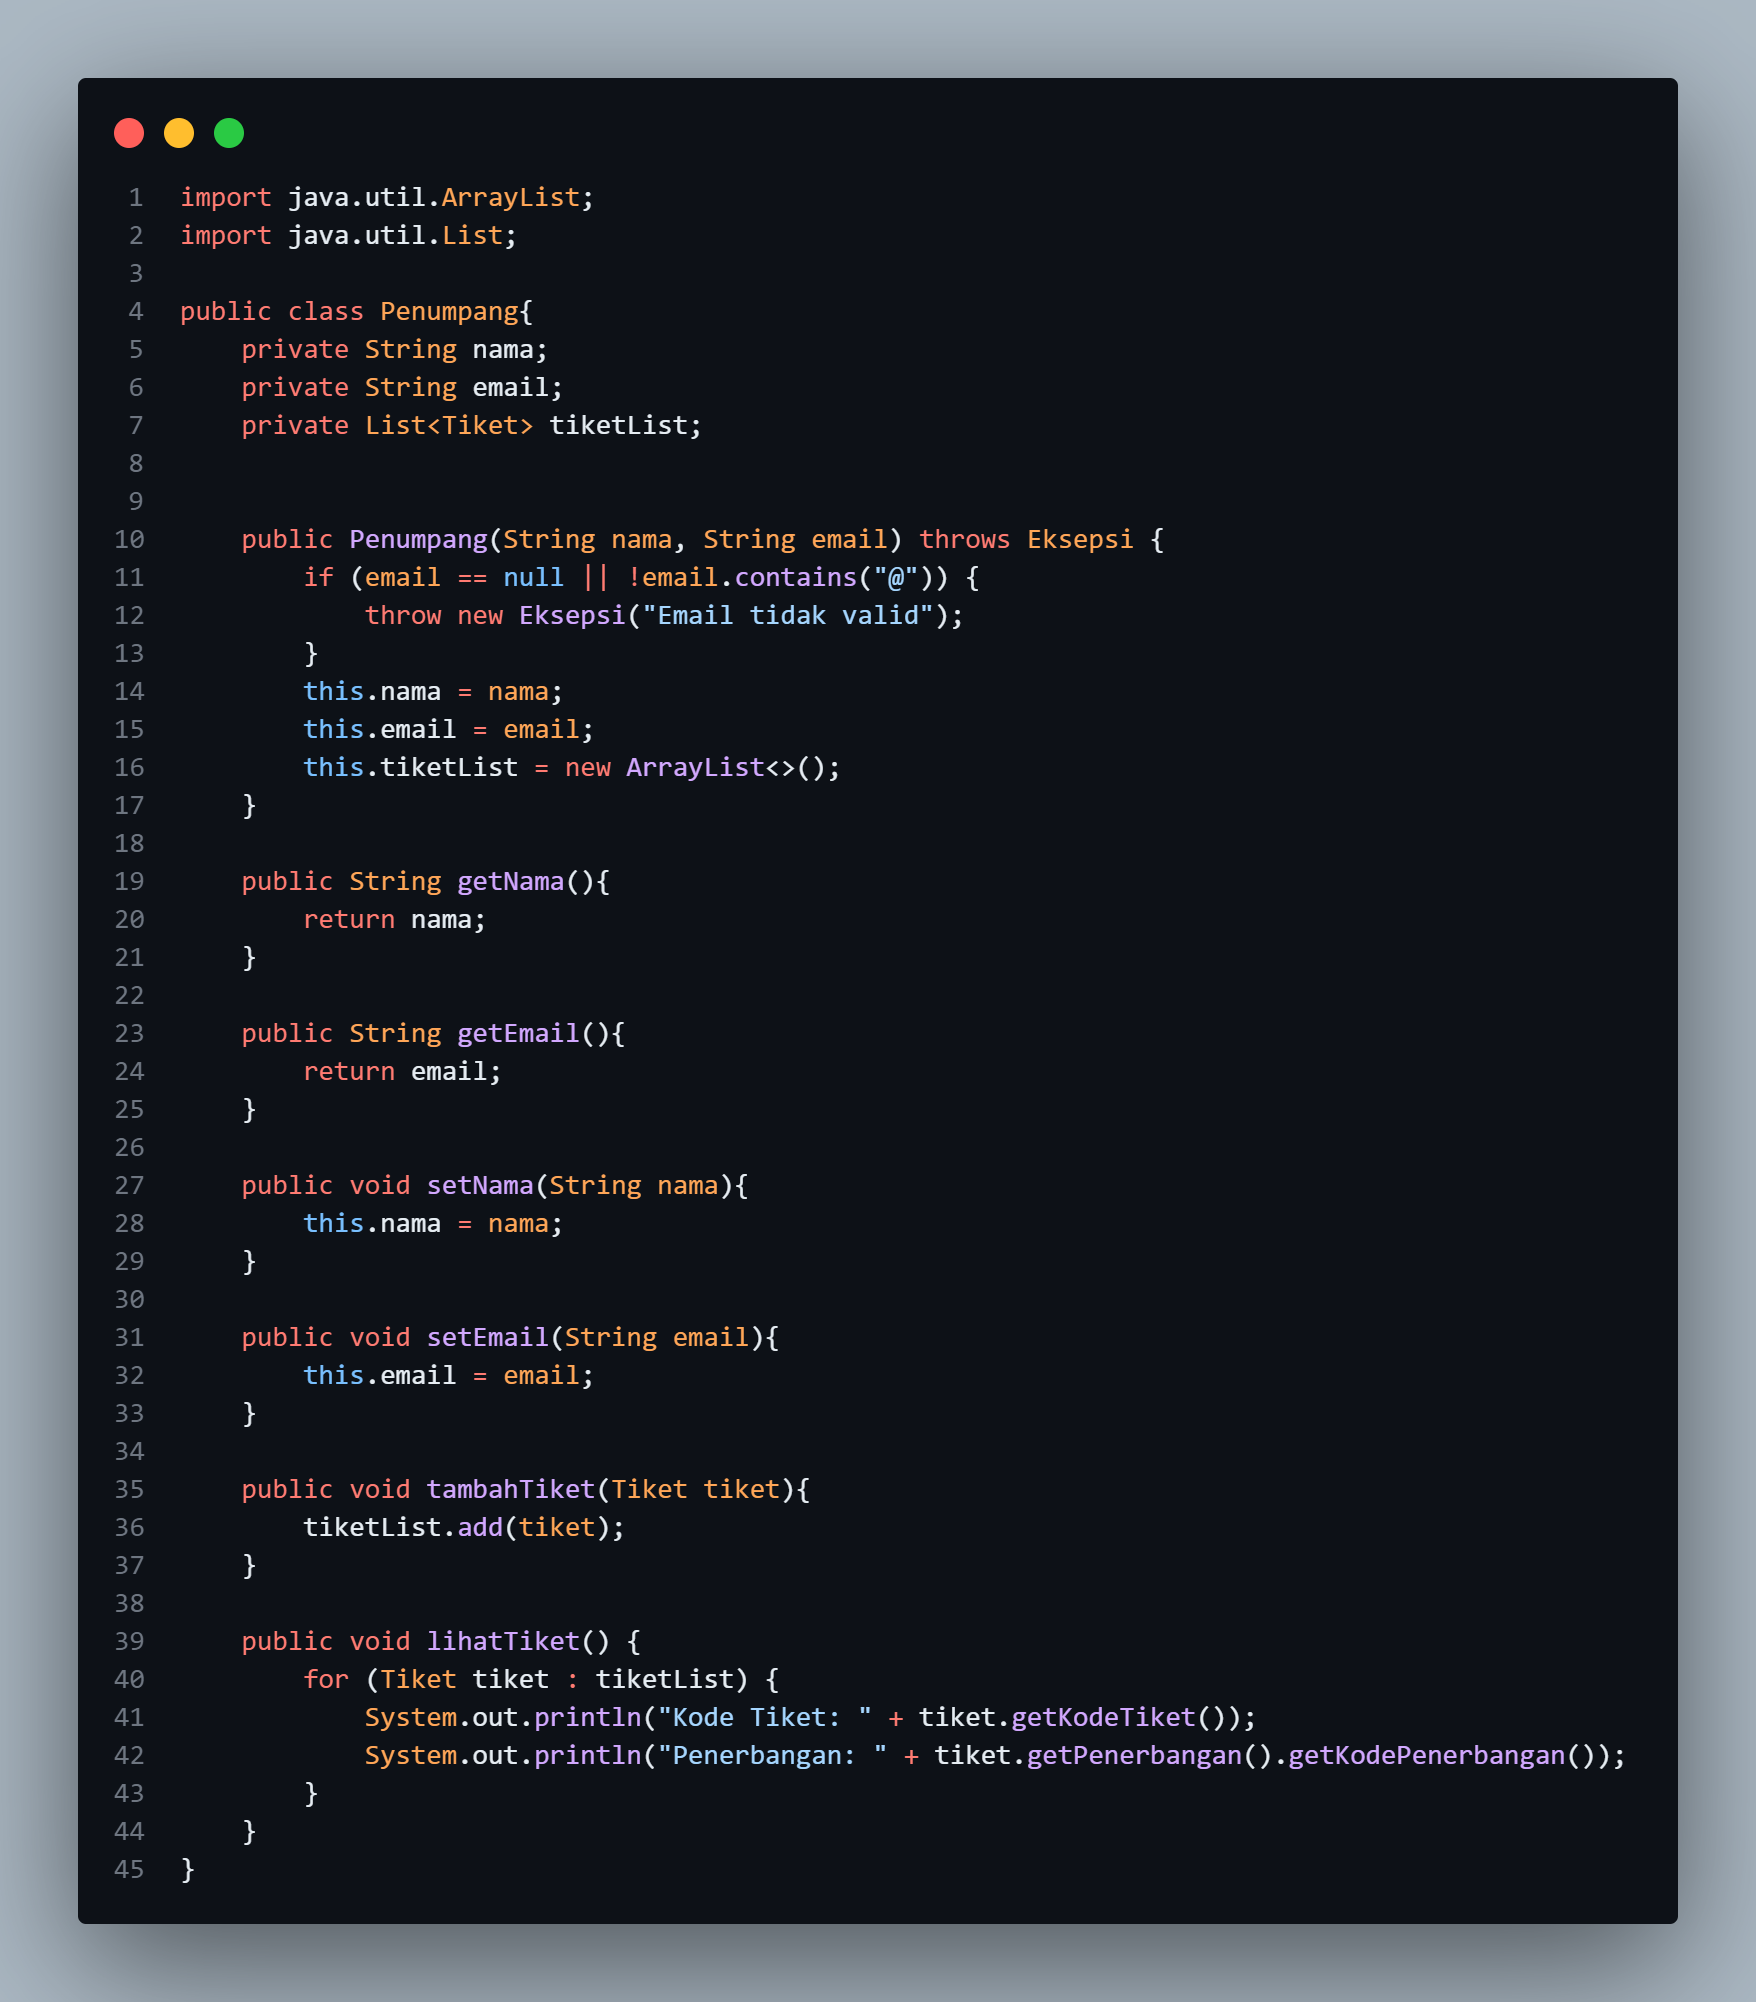 1 import java.util.ArrayList;
2 import java.util.List;
3
4 public class Penumpang{
5     private String nama;
6     private String email;
7     private List<Tiket> tiketList;
8
9
10     public Penumpang(String nama, String email) throws Eksepsi {
11         if (email == null || !email.contains("@")) {
12             throw new Eksepsi("Email tidak valid");
13         }
14         this.nama = nama;
15         this.email = email;
16         this.tiketList = new ArrayList<>();
17     }
18
19     public String getNama(){
20         return nama;
21     }
22
23     public String getEmail(){
24         return email;
25     }
26
27     public void setNama(String nama){
28         this.nama = nama;
29     }
30
31     public void setEmail(String email){
32         this.email = email;
33     }
34
35     public void tambahTiket(Tiket tiket){
36         tiketList.add(tiket);
37     }
38
39     public void lihatTiket() {
40         for (Tiket tiket : tiketList) {
41             System.out.println("Kode Tiket: " + tiket.getKodeTiket());
42             System.out.println("Penerbangan: " + tiket.getPenerbangan().getKodePenerbangan());
43         }
44     }
45 }